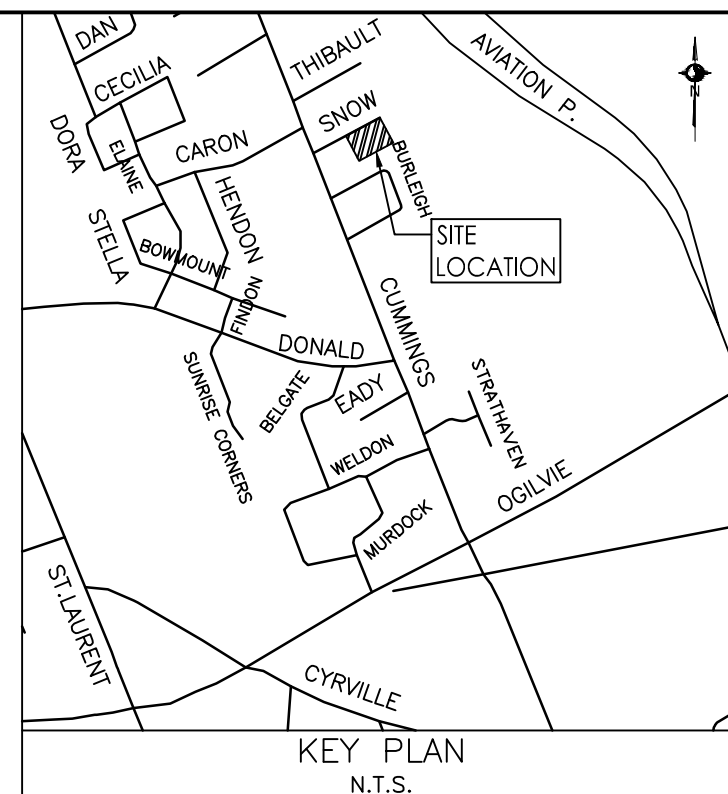 DAN
THIBAULT
AVIATION P.
CECILIA
SNOW
N
DORA
ELAINE
CARON
BURLEIGH
HENDON
STELLA
SITE
LOCATION
BOWMOUNT
FINDON
CUMMINGS
DONALD
SUNRISE CORNERS
BELGATE
EADY
STRATHAVEN
WELDON
OGILVIE
MURDOCK
ST.LAURENT
CYRVILLE
KEY PLAN
N.T.S.